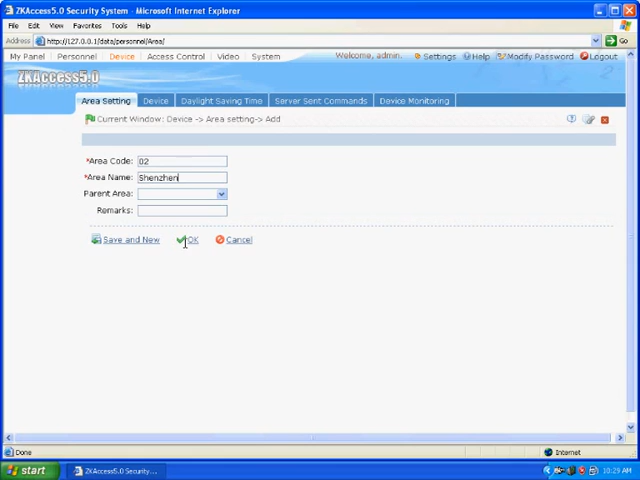 ZKAccess5.0 Security System - Microsoft Internet Explorer
File Edit View Favorites Tools Help
Address http://127.0.0.1/data/personnel/Area/ Go Links
My Panel Personnel Device Access Control Video System Welcome, admin. Settings Help Modify Password Logout
ZKAccess5.0
Area Setting Device Daylight Saving Time Server Sent Commands Device Monitoring
Current Window: Device -> Area setting-> Add
*Area Code: 02
*Area Name: Shenzhen
Parent Area:
Remarks:
Save and New OK Cancel
Done Internet
start ZKAccess5.0 Security... 10:29 AM